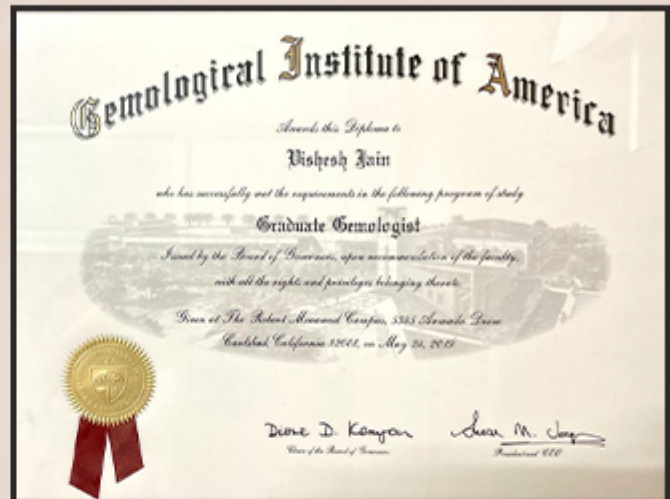 Gemological Institute of America
Awards this Diploma to
Vishesh Jain
who has successfully met the requirements in the following program of study
Graduate Gemologist
Issued by the Board of Governors, upon recommendation of the faculty,
with all the rights and privileges belonging thereto.
Given at The Robert Mouawad Campus, 5345 Armada Drive
Carlsbad, California 92008, on May 24, 2019
D. Kenyon Susan M.
Chair of the Board of Governors President and CEO